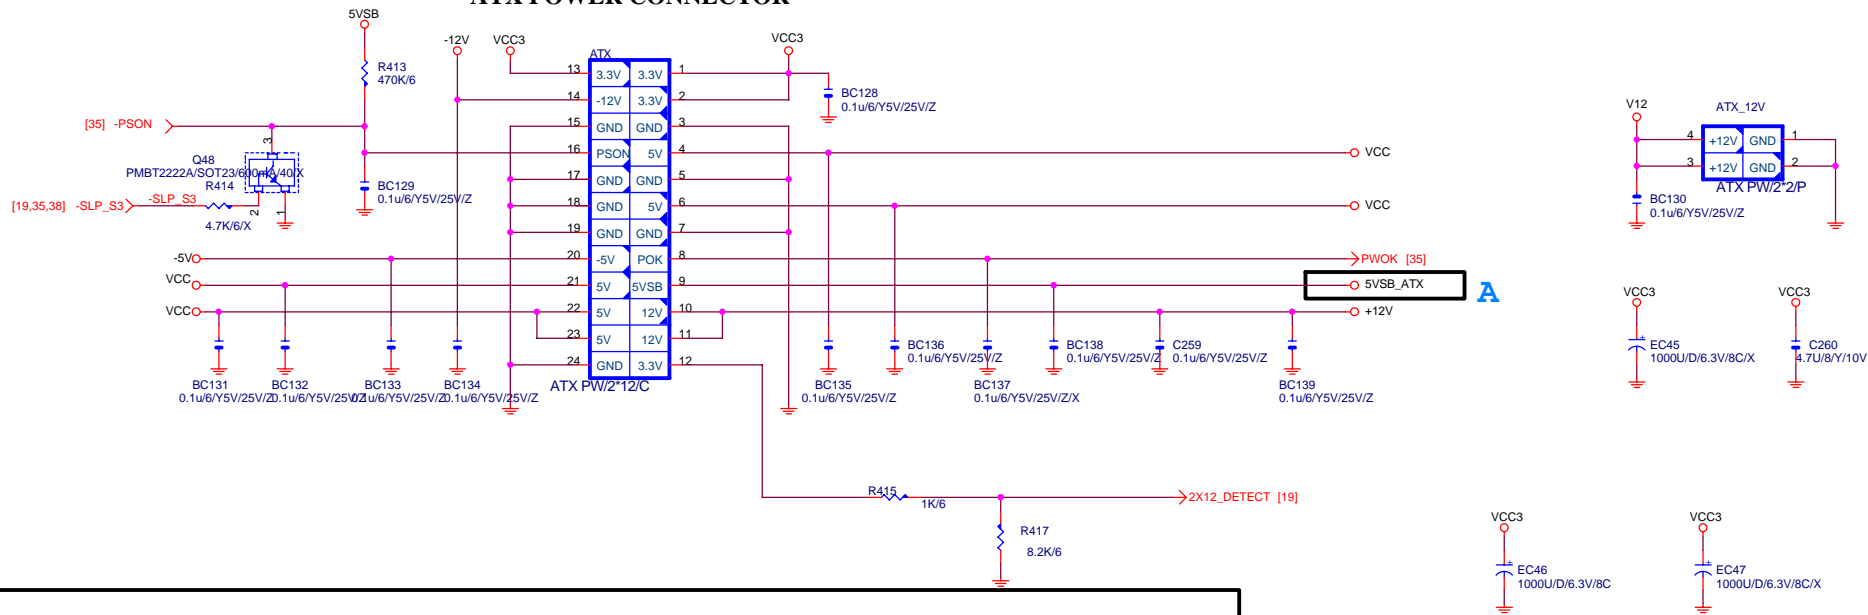 ATX POWER CONNECTOR
5VSB
-12V
VCC3
VCC3
R413
470K/6
[35] -PSON
Q48
PMBT2222A/SOT23/600mA/40/X
3
2
1
R414
4.7K/6/X
[19,35,38] -SLP_S3
-SLP_S3
BC129
0.1u/6/Y5V/25V/Z
ATX
13 3.3V 3.3V 1
14 -12V 3.3V 2
15 GND GND 3
16 PSON 5V 4
17 GND GND 5
18 GND 5V 6
19 GND GND 7
20 -5V POK 8
21 5V 5VSB 9
22 5V 12V 10
23 5V 12V 11
24 GND 3.3V 12
ATX PW/2*12/C
BC128
0.1u/6/Y5V/25V/Z
VCC
VCC
PWOK [35]
5VSB_ATX
A
+12V
-5V
VCC
VCC
BC131
0.1u/6/Y5V/25V/Z
BC132
0.1u/6/Y5V/25V/Z
BC133
0.1u/6/Y5V/25V/Z
BC134
0.1u/6/Y5V/25V/Z
BC135
0.1u/6/Y5V/25V/Z
BC136
0.1u/6/Y5V/25V/Z
BC137
0.1u/6/Y5V/25V/Z/X
BC138
0.1u/6/Y5V/25V/Z
C259
0.1u/6/Y5V/25V/Z
BC139
0.1u/6/Y5V/25V/Z
R415
1K/6
2X12_DETECT [19]
R417
8.2K/6
V12
ATX_12V
4 +12V GND 1
3 +12V GND 2
ATX PW/2*2/P
BC130
0.1u/6/Y5V/25V/Z
VCC3
EC45
1000U/D/6.3V/8C/X
VCC3
C260
4.7U/8/Y/10V
VCC3
EC46
1000U/D/6.3V/8C
VCC3
EC47
1000U/D/6.3V/8C/X